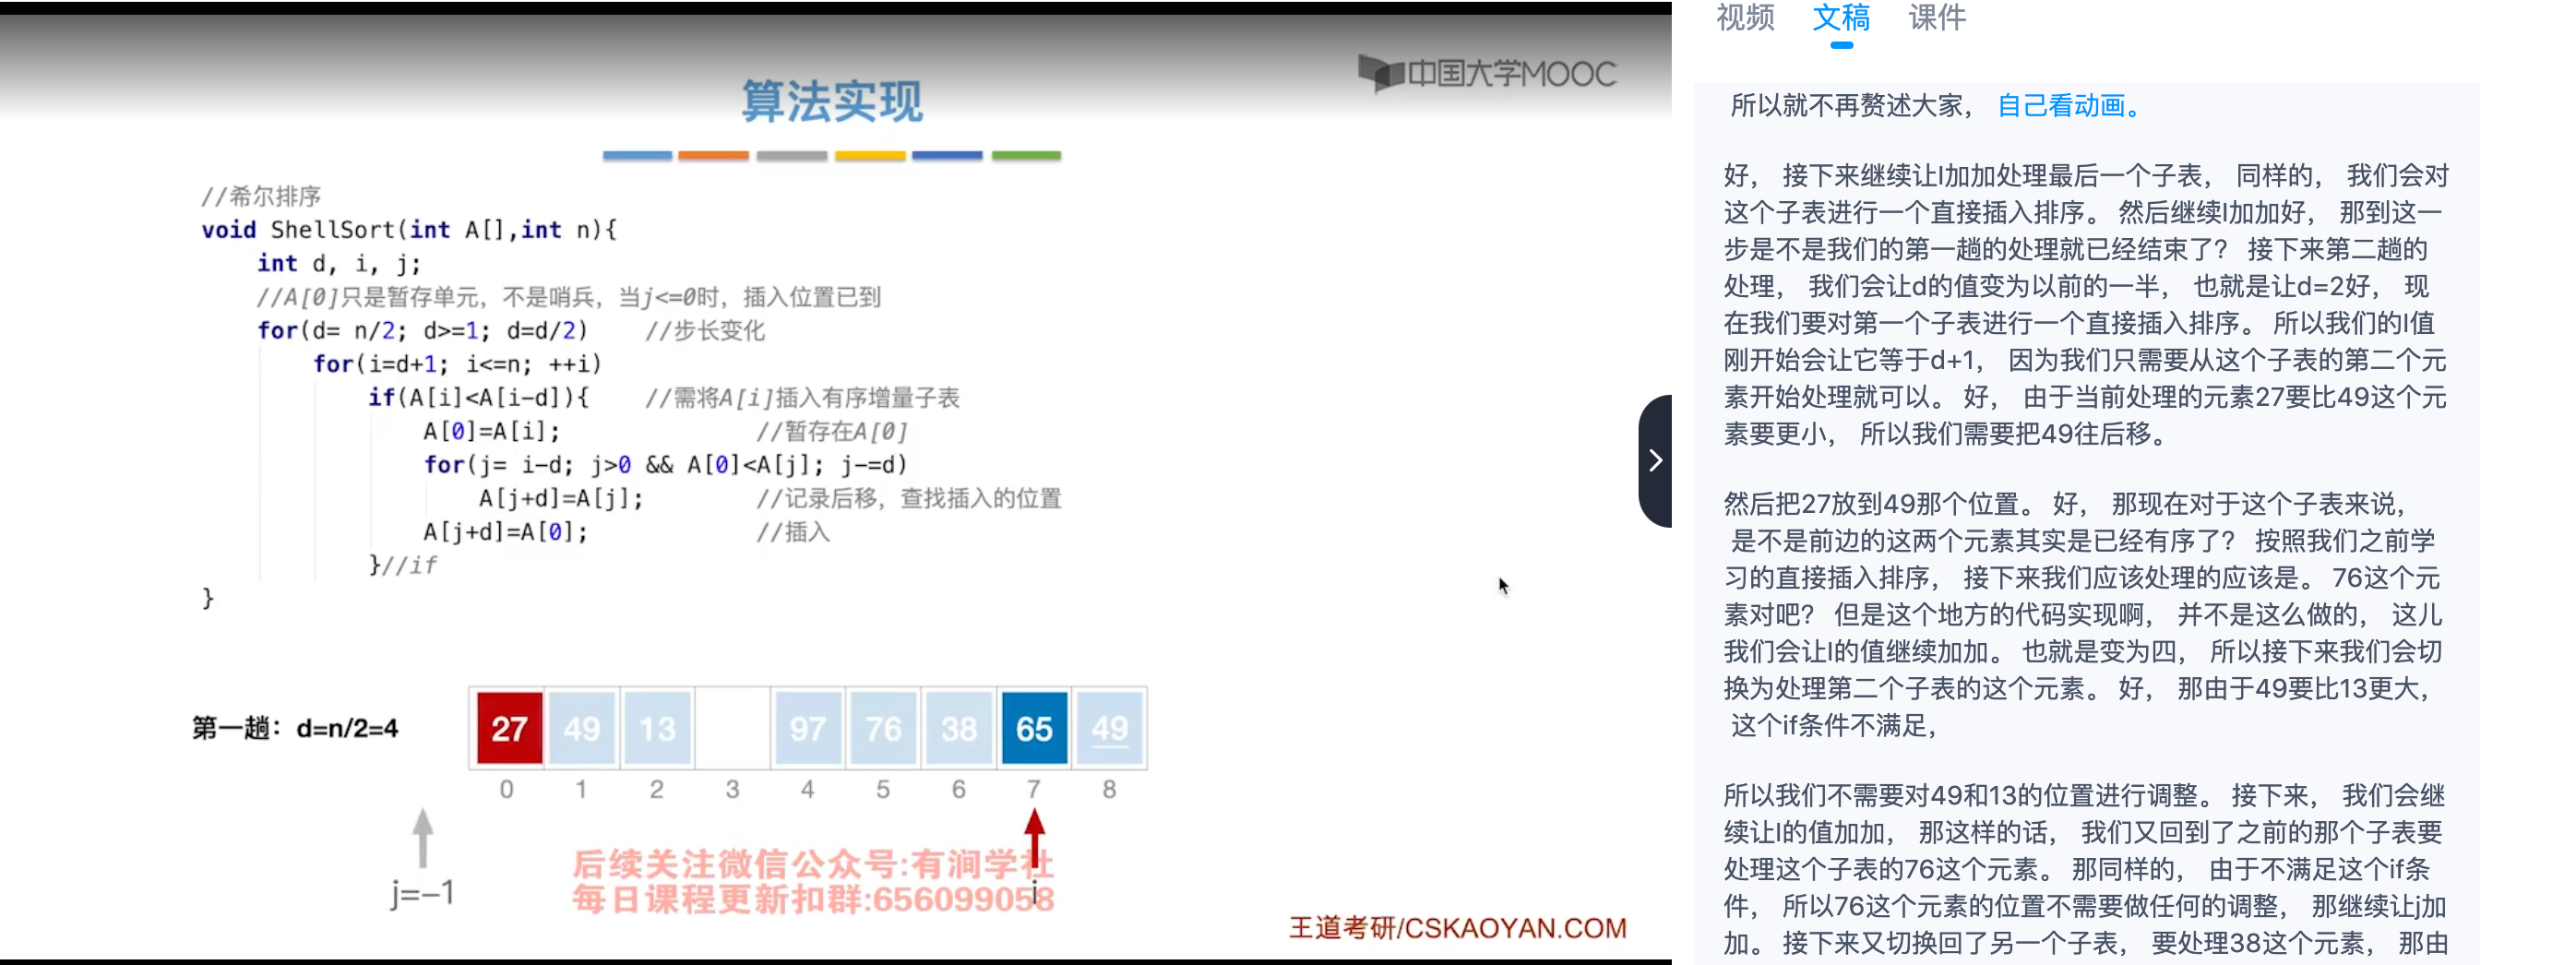 中国大学MOOC
算法实现
//希尔排序
void ShellSort(int A[],int n){
int d, i, j;
//A[0]只是暂存单元，不是哨兵，当j<=0时，插入位置已到
for(d= n/2; d>=1; d=d/2) //步长变化
for(i=d+1; i<=n; ++i)
if(A[i]<A[i-d]){ //需将A[i]插入有序增量子表
A[0]=A[i]; //暂存在A[0]
for(j= i-d; j>0 && A[0]<A[j]; j-=d)
A[j+d]=A[j]; //记录后移，查找插入的位置
A[j+d]=A[0]; //插入
}//if
}
第一趟：d=n/2=4
27 49 13 97 76 38 65 49
0 1 2 3 4 5 6 7 8
后续关注微信公众号:有涧学社
j=–1
i
每日课程更新扣群:656099058
王道考研/CSKAOYAN.COM
视频 文稿 课件
所以就不再赘述大家， 自己看动画。
好， 接下来继续让I加加处理最后一个子表， 同样的， 我们会对
这个子表进行一个直接插入排序。 然后继续I加加好， 那到这一
步是不是我们的第一趟的处理就已经结束了？ 接下来第二趟的
处理， 我们会让d的值变为以前的一半， 也就是让d=2好， 现
在我们要对第一个子表进行一个直接插入排序。 所以我们的I值
刚开始会让它等于d+1， 因为我们只需要从这个子表的第二个元
素开始处理就可以。 好， 由于当前处理的元素27要比49这个元
素要更小， 所以我们需要把49往后移。
然后把27放到49那个位置。 好， 那现在对于这个子表来说，
是不是前边的这两个元素其实是已经有序了？ 按照我们之前学
习的直接插入排序， 接下来我们应该处理的应该是。 76这个元
素对吧？ 但是这个地方的代码实现啊， 并不是这么做的， 这儿
我们会让I的值继续加加。 也就是变为四， 所以接下来我们会切
换为处理第二个子表的这个元素。 好， 那由于49要比13更大，
这个if条件不满足，
所以我们不需要对49和13的位置进行调整。 接下来， 我们会继
续让I的值加加， 那这样的话， 我们又回到了之前的那个子表要
处理这个子表的76这个元素。 那同样的， 由于不满足这个if条
件， 所以76这个元素的位置不需要做任何的调整， 那继续让j加
加。 接下来又切换回了另一个子表， 要处理38这个元素， 那由